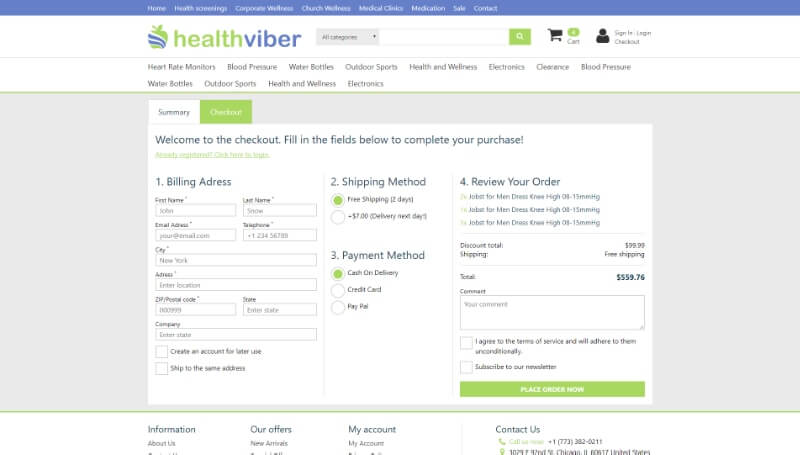 Home Health screenings Corporate Wellness Church Wellness Medical Clinics Medication Sale Contact
healthviber
All categories
Cart
Sign In | Login
Checkout
Heart Rate Monitors Blood Pressure Water Bottles Outdoor Sports Health and Wellness Electronics Clearance Blood Pressure
Water Bottles Outdoor Sports Health and Wellness Electronics
Summary Checkout
Welcome to the checkout. Fill in the fields below to complete your purchase!
Already registered? Click here to login.
1. Billing Adress
First Name * Last Name *
John Snow
Email Adress * Telephone *
your@email.com +1 234 56789
City *
New York
Adress *
Enter location
ZIP/Postal code * State
000999 Enter state
Company
Enter state
Create an account for later use
Ship to the same address
2. Shipping Method
Free Shipping (2 days)
+$7.00 (Delivery next day!)
3. Payment Method
Cash On Delivery
Credit Card
Pay Pal
4. Review Your Order
Jobst for Men Dress Knee High 08-15mmHg
Jobst for Men Dress Knee High 08-15mmHg
Jobst for Men Dress Knee High 08-15mmHg
Discount total: $99.99
Shipping: Free shipping
Total: $559.76
Comment
Your comment
I agree to the terms of service and will adhere to them
unconditionally.
Subscribe to our newsletter
PLACE ORDER NOW
Information Our offers My account Contact Us
About Us New Arrivals My Account Call us now: +1 (773) 382-0211
1079 E 92nd St, Chicago, IL 60617 United States